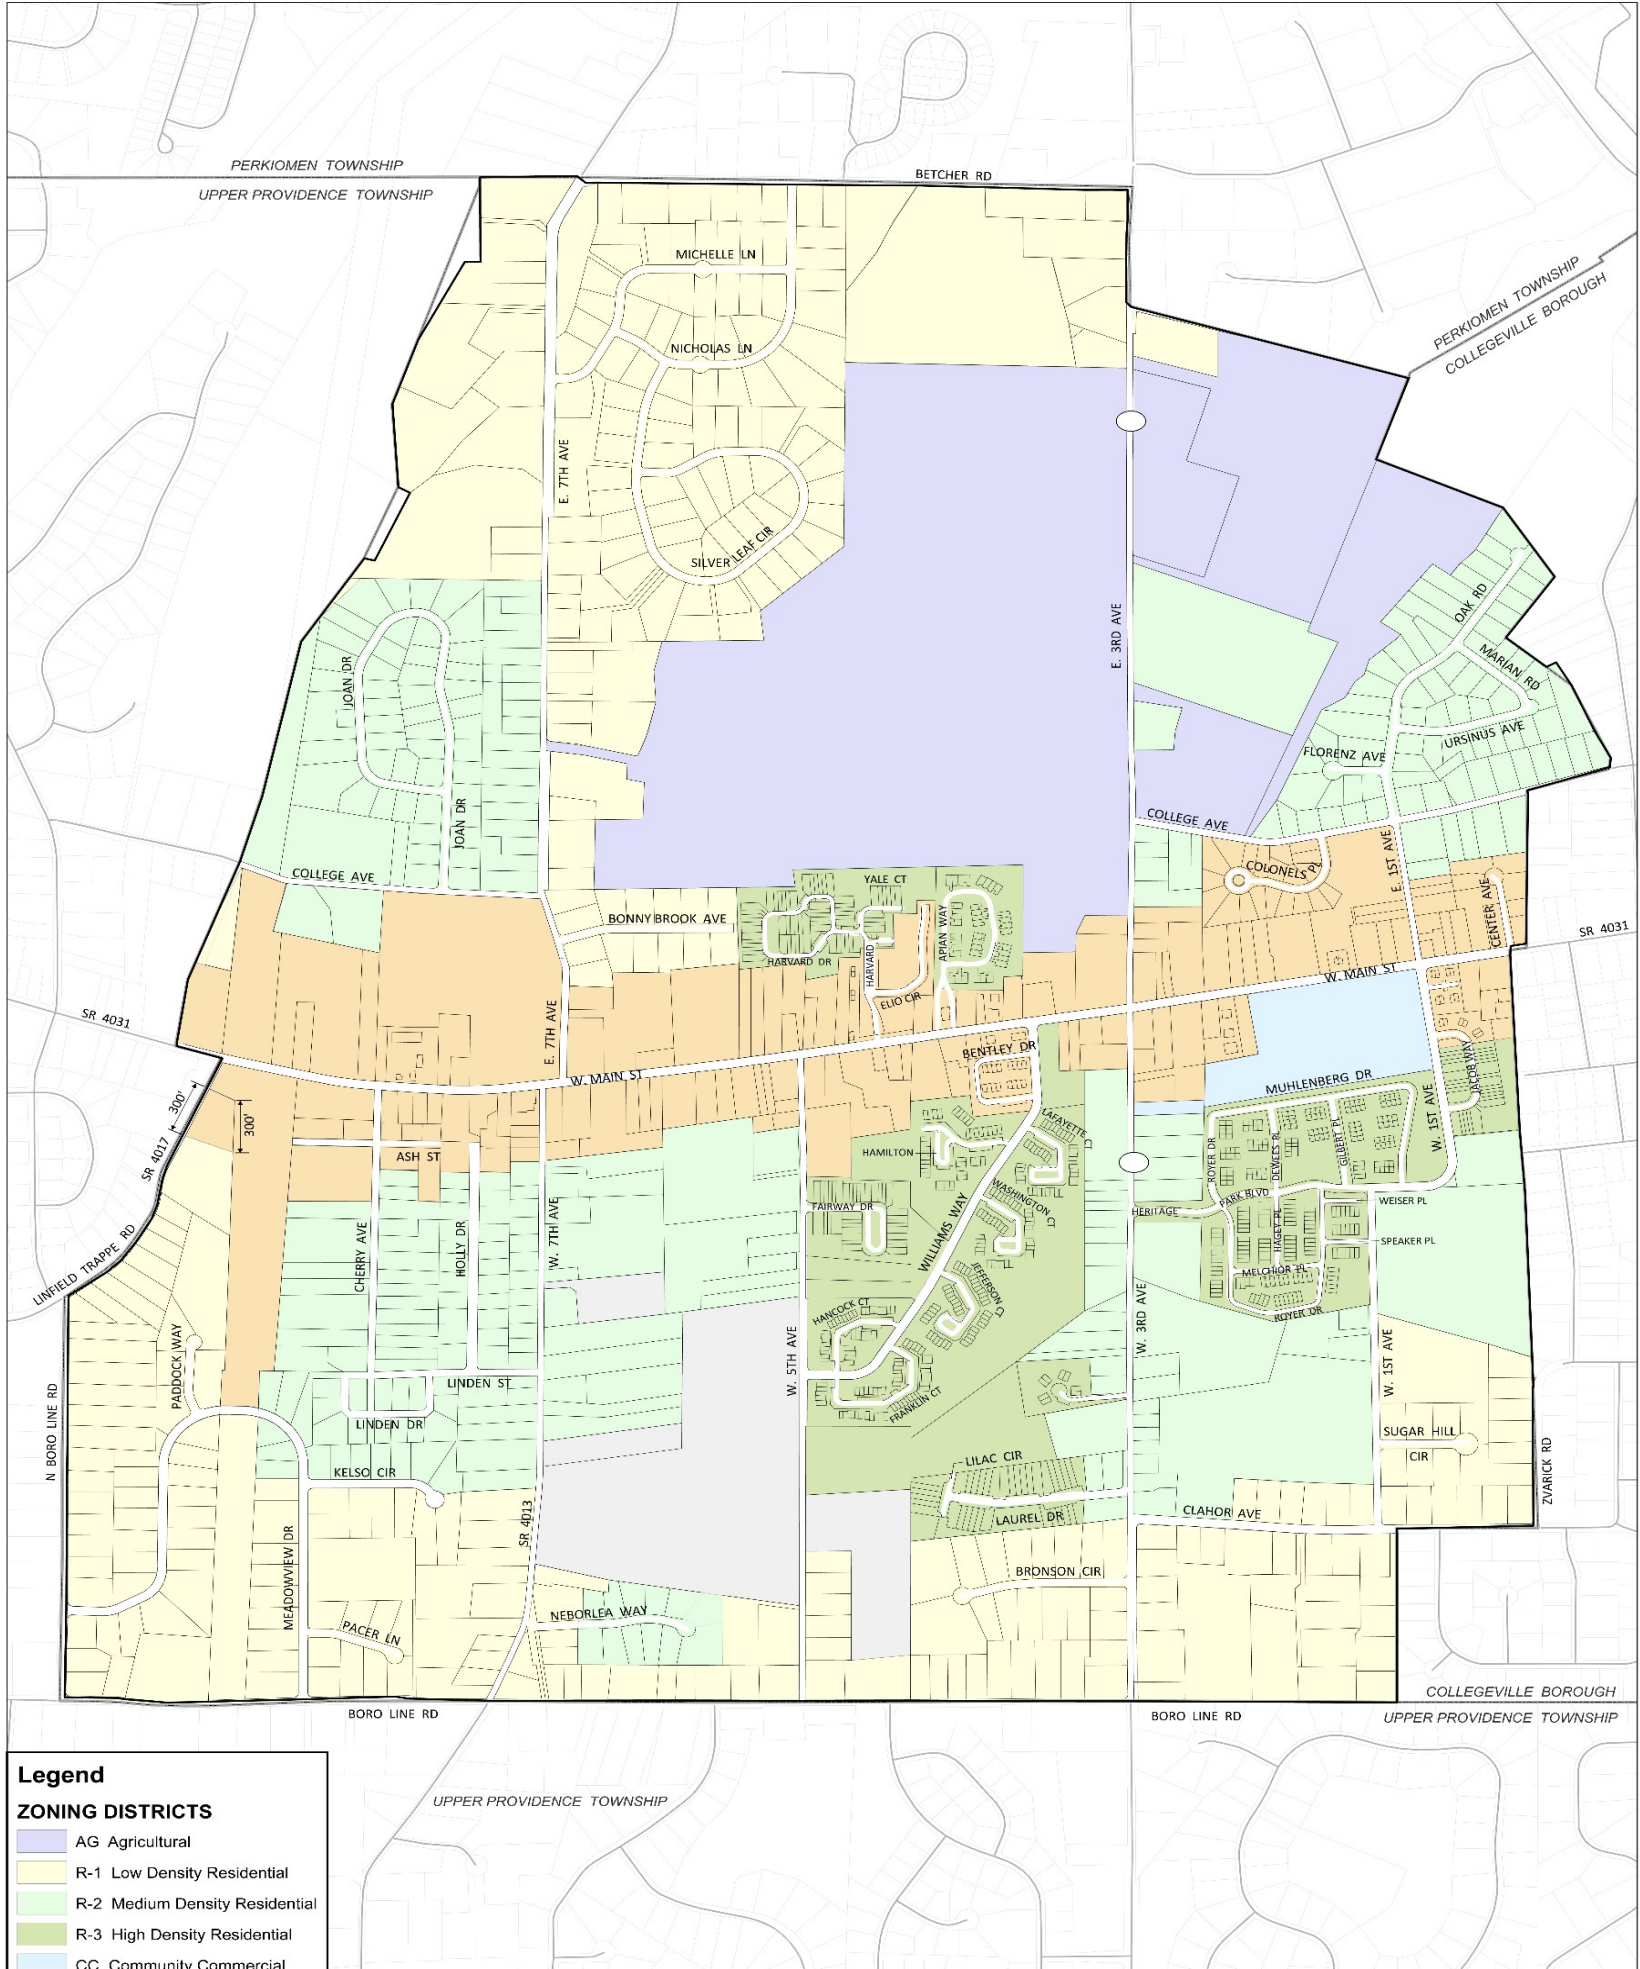 PERKIOMEN TOWNSHIP
UPPER PROVIDENCE TOWNSHIP
BETCHER RD
MICHELLE LN
PERKIOMEN TOWNSHIP
COLLEGEVILLE BOROUGH
NICHOLAS LN
E. 7TH AVE
SILVER LEAF CIR
E. 3RD AVE
OAK RD
MARIAN RD
JOAN DR
URSINUS AVE
FLORENZ AVE
JOAN DR
COLLEGE AVE
E. 1ST AVE
COLLEGE AVE
COLONELS PL
YALE CT
CENTER AVE
BONNY BROOK AVE
APIAN WAY
SR 4031
HARVARD DR
HARVARD
W. MAIN ST
ELIO CIR
SR 4031
E. 7TH AVE
BENTLEY DR
W. MAIN ST
JACOB WAY
MUHLENBERG DR
300'
300'
W. 1ST AVE
LAFAYETTE CT
SR 4017
ASH ST
HAMILTON
ROYER DR
DEWEES PL
GILBERT PL
WASHINGTON CT
PARK BLVD
WEISER PL
FAIRWAY DR
HERITAGE
W. 7TH AVE
CHERRY AVE
HOLLY DR
WILLIAMS WAY
HAGEY PL
SPEAKER PL
LINFIELD TRAPPE RD
MELCHIOR PL
JEFFERSON CT
HANCOCK CT
ROYER DR
W. 3RD AVE
PADDOCK WAY
W. 5TH AVE
W. 1ST AVE
LINDEN ST
FRANKLIN CT
N BORO LINE RD
LINDEN DR
SUGAR HILL
CIR
LILAC CIR
KELSO CIR
ZVARICK RD
SR 4013
LAUREL DR
CLAHOR AVE
MEADOWVIEW DR
BRONSON CIR
NEBORLEA WAY
PACER LN
COLLEGEVILLE BOROUGH
BORO LINE RD
BORO LINE RD
UPPER PROVIDENCE TOWNSHIP
Legend
UPPER PROVIDENCE TOWNSHIP
ZONING DISTRICTS
AG Agricultural
R-1 Low Density Residential
R-2 Medium Density Residential
R-3 High Density Residential
CC Community Commercial